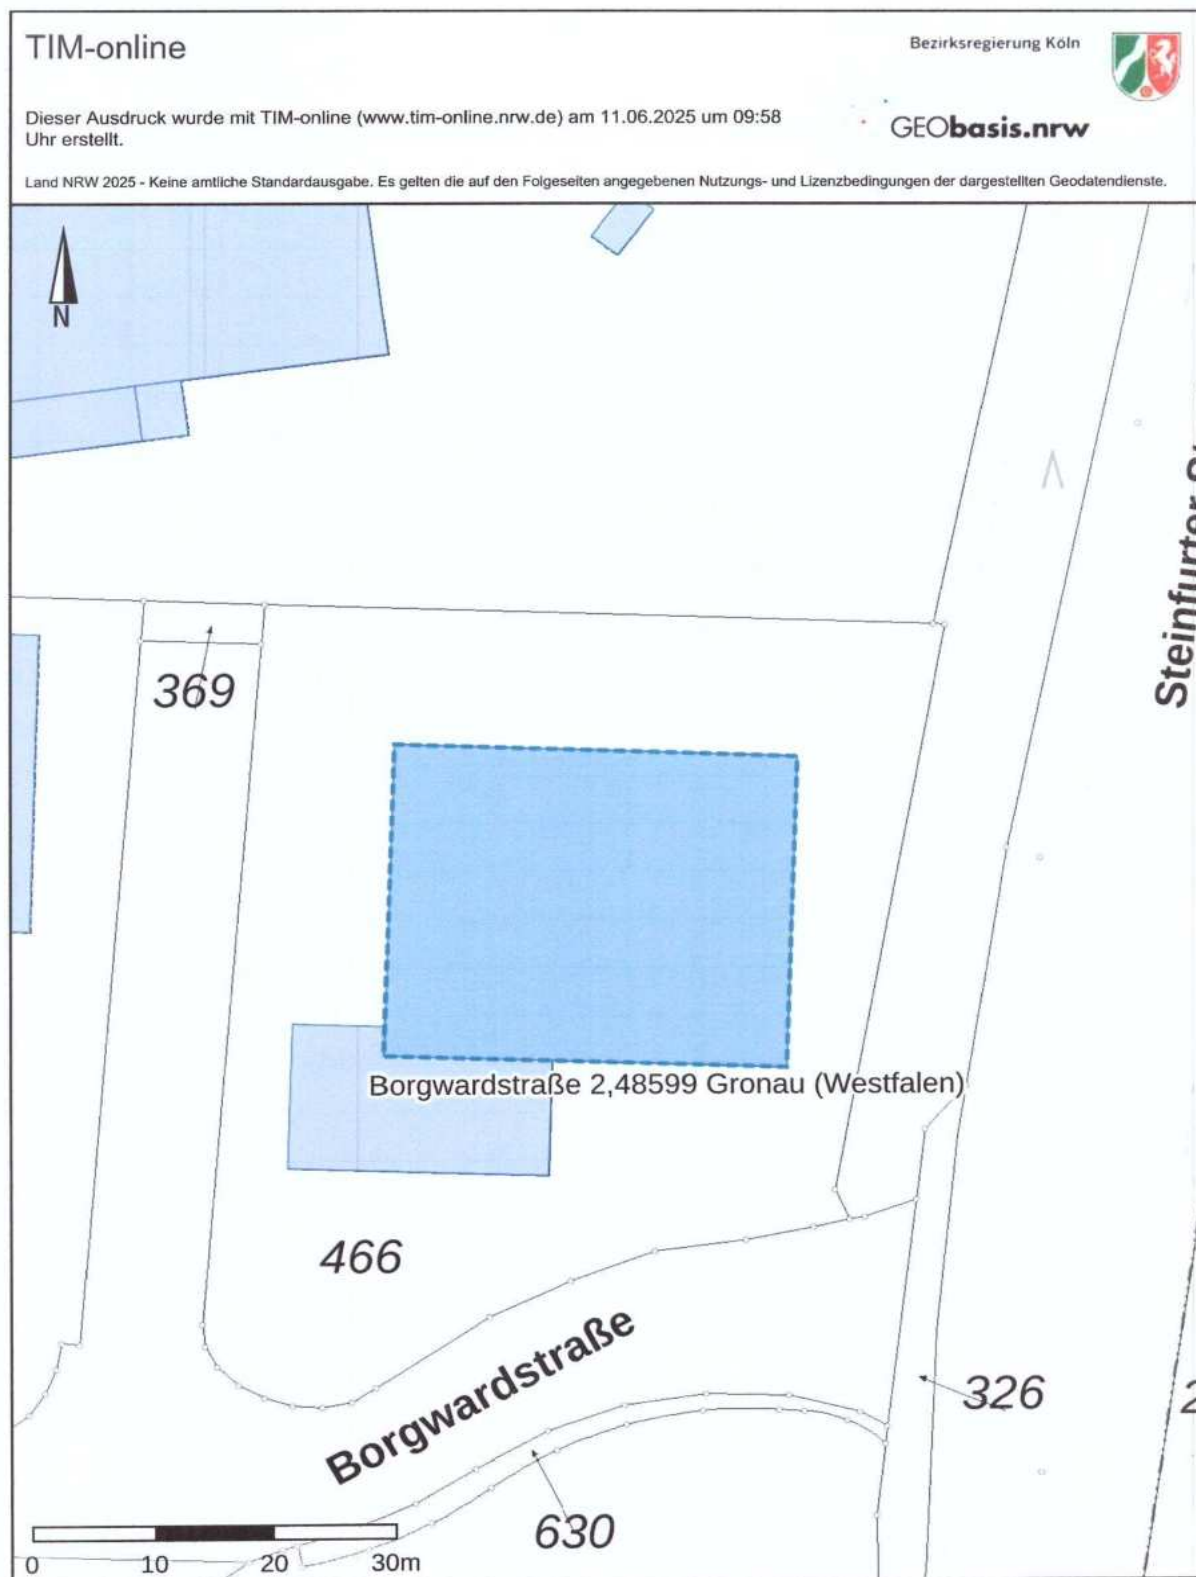 TIM-online
Bezirksregierung Köln
Dieser Ausdruck wurde mit TIM-online (www.tim-online.nrw.de) am 11.06.2025 um 09:58
Uhr erstellt.
GEObasis.nrw
Land NRW 2025 - Keine amtliche Standardausgabe. Es gelten die auf den Folgeseiten angegebenen Nutzungs- und Lizenzbedingungen der dargestellten Geodatendienste.
N
Steinfurter
369
Borgwardstraße 2,48599 Gronau (Westfalen)
466
Borgwardstraße
326
2
630
0 10 20 30m